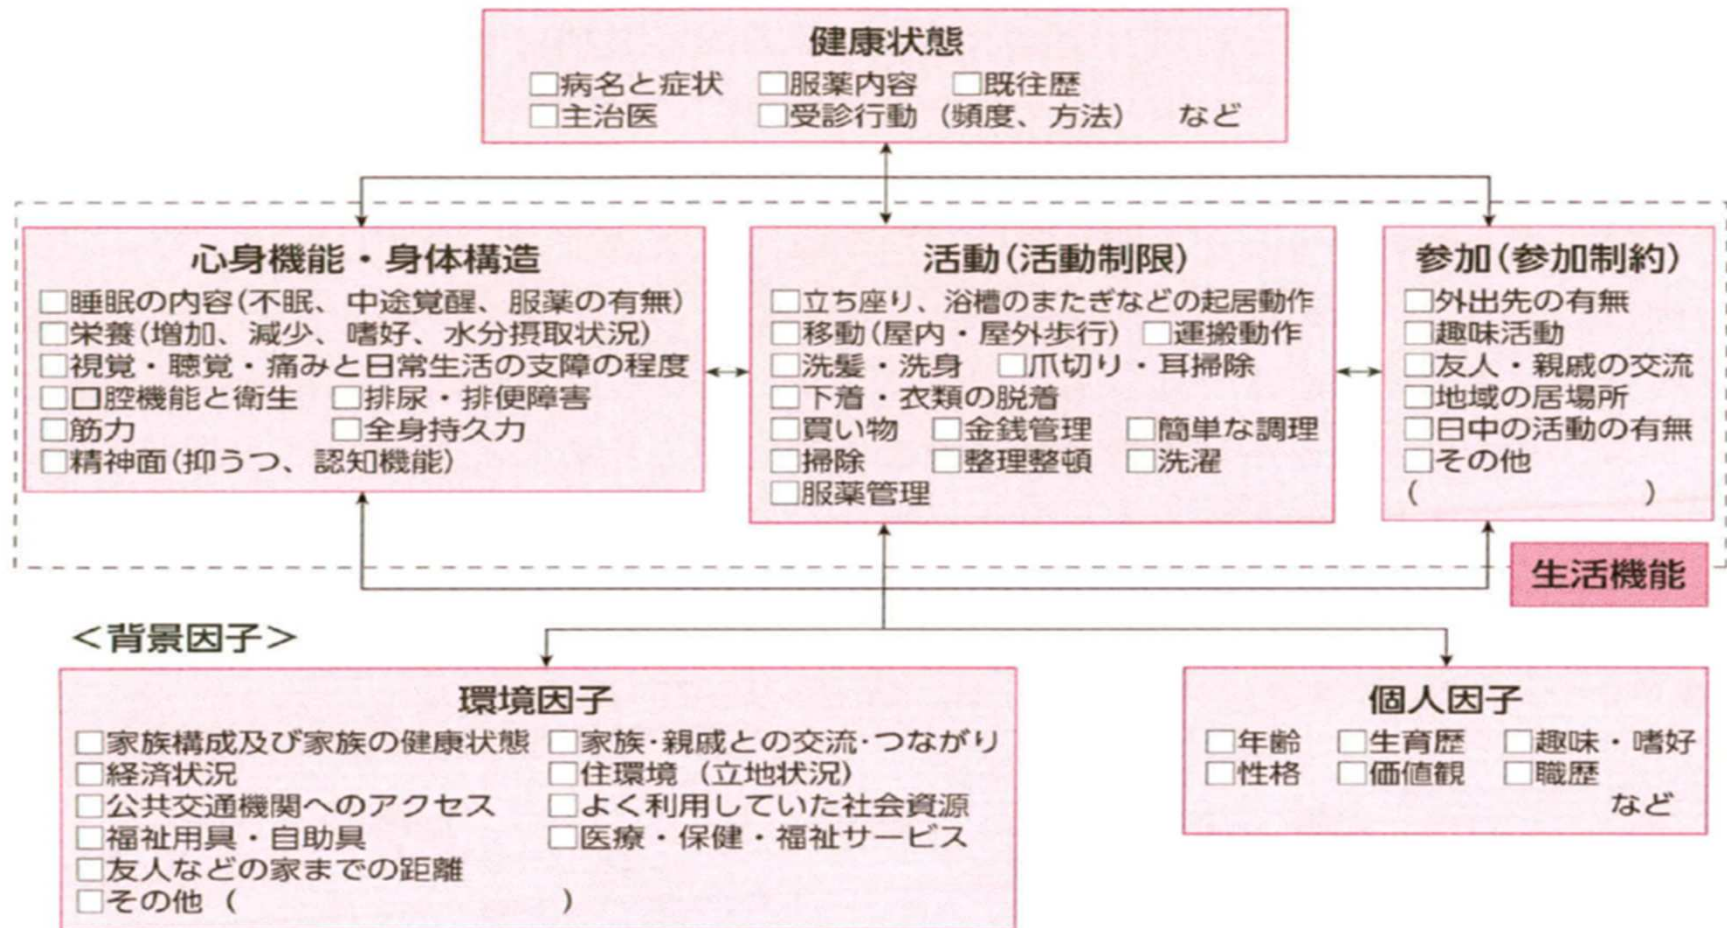 健康状態
□病名と症状 □服薬内容 □既往歴
□主治医 □受診行動（頻度、方法） など
心身機能・身体構造
□睡眠の内容(不眠、中途覚醒、服薬の有無)
□栄養(増加、減少、嗜好、水分摂取状況)
□視覚・聴覚・痛みと日常生活の支障の程度
□口腔機能と衛生 □排尿・排便障害
□筋力 □全身持久力
□精神面(抑うつ、認知機能)
活動(活動制限)
□立ち座り、浴槽のまたぎなどの起居動作
□移動(屋内・屋外歩行) □運搬動作
□洗髪・洗身 □爪切り・耳掃除
□下着・衣類の脱着
□買い物 □金銭管理 □簡単な調理
□掃除 □整理整頓 □洗濯
□服薬管理
参加(参加制約)
□外出先の有無
□趣味活動
□友人・親戚の交流
□地域の居場所
□日中の活動の有無
□その他
( )
生活機能
＜背景因子＞
環境因子
□家族構成及び家族の健康状態 □家族・親戚との交流・つながり
□経済状況 □住環境（立地状況）
□公共交通機関へのアクセス □よく利用していた社会資源
□福祉用具・自助具 □医療・保健・福祉サービス
□友人などの家までの距離
□その他（ ）
個人因子
□年齢 □生育歴 □趣味・嗜好
□性格 □価値観 □職歴
など